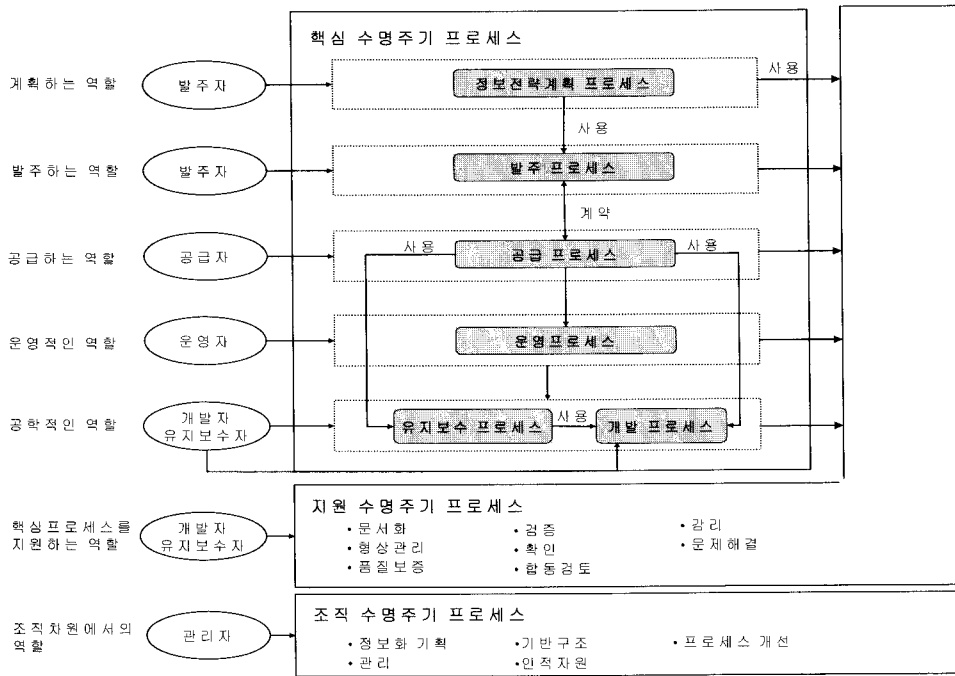 핵심 수명주기 프로세스
계획하는 역할
발주자
정보전략계획 프로세스
사용
사용
발주하는 역할
발주자
발주 프로세스
계약
공급하는 역할
공급자
사용
공급 프로세스
사용
운영적인 역할
운영자
운영프로세스
공학적인 역할
개발자
유지보수자
유지보수 프로세스
사용
개발 프로세스
핵심프로세스를
지원하는 역할
개발자
유지보수자
지원 수명주기 프로세스
• 문서화
• 검증
• 감리
• 형상관리
• 확인
• 문제해결
• 품질보증
• 합동검토
조직차원에서의
역할
관리자
조직 수명주기 프로세스
• 정보화 기획
• 기반구조
• 프로세스 개선
• 관리
• 인적자원